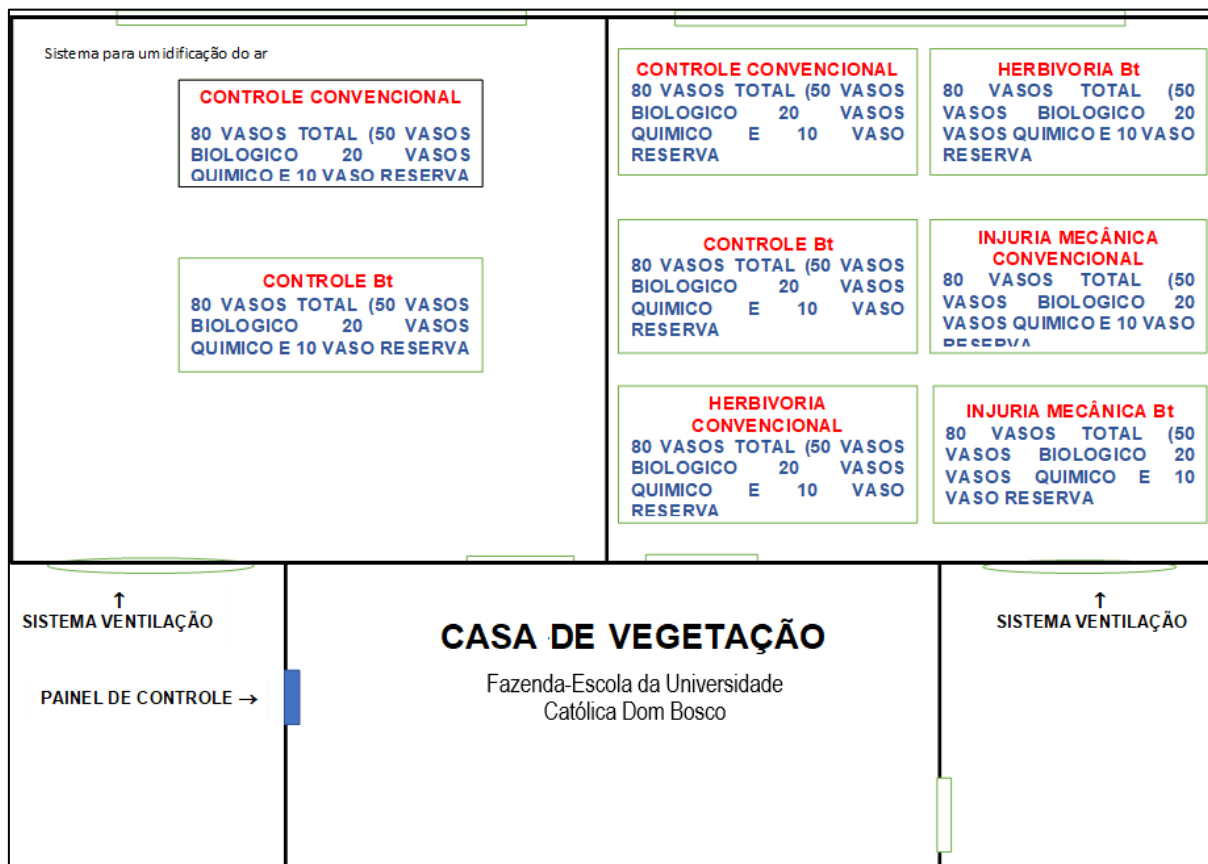 Sistema para umidificação do ar
CONTROLE CONVENCIONAL
80 VASOS TOTAL (50 VASOS
BIOLOGICO 20 VASOS
QUIMICO E 10 VASO RESERVA
CONTROLE Bt
80 VASOS TOTAL (50 VASOS
BIOLOGICO 20 VASOS
QUIMICO E 10 VASO RESERVA
CONTROLE CONVENCIONAL
80 VASOS TOTAL (50 VASOS
BIOLOGICO 20 VASOS
QUIMICO E 10 VASO
RESERVA
HERBIVORIA Bt
80 VASOS TOTAL (50
VASOS BIOLOGICO 20
VASOS QUIMICO E 10 VASO
RESERVA
CONTROLE Bt
80 VASOS TOTAL (50 VASOS
BIOLOGICO 20 VASOS
QUIMICO E 10 VASO
RESERVA
INJURIA MECÂNICA
CONVENCIONAL
80 VASOS TOTAL (50
VASOS BIOLOGICO 20
VASOS QUIMICO E 10 VASO
RESERVA
HERBIVORIA
CONVENCIONAL
80 VASOS TOTAL (50 VASOS
BIOLOGICO 20 VASOS
QUIMICO E 10 VASO
RESERVA
INJURIA MECÂNICA Bt
80 VASOS TOTAL (50
VASOS BIOLOGICO 20
VASOS QUIMICO E 10
VASO RESERVA
↑
SISTEMA VENTILAÇÃO
PAINEL DE CONTROLE →
CASA DE VEGETAÇÃO
Fazenda-Escola da Universidade
Católica Dom Bosco
↑
SISTEMA VENTILAÇÃO